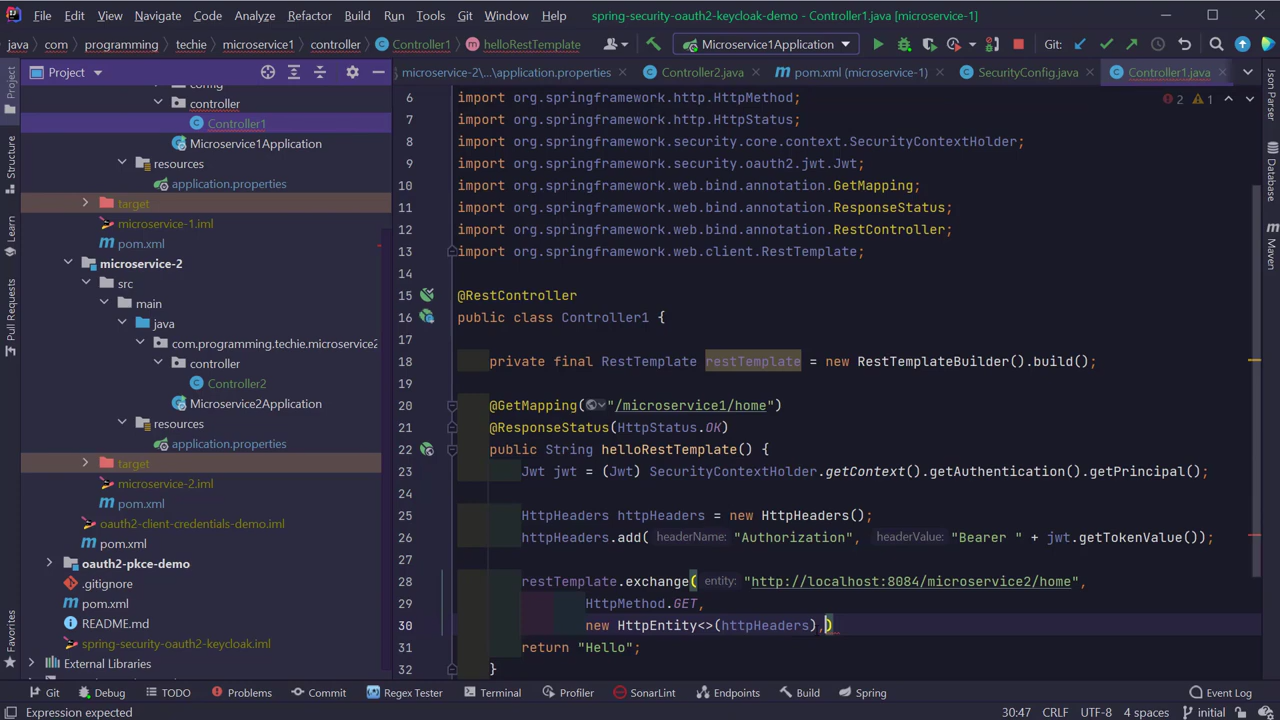 File Edit View Navigate Code Analyze Refactor Build Run Tools Git Window Help spring-security-oauth2-keycloak-demo - Controller1.java [microservice-1]
java com programming techie microservice1 controller Controller1 helloRestTemplate Microservice1Application Git:
Project microservice-2\...\application.properties Controller2.java pom.xml (microservice-1) SecurityConfig.java Controller1.java
Project
Structure
Learn
Pull Requests
Favorites
config
controller
Controller1
Microservice1Application
resources
application.properties
target
microservice-1.iml
pom.xml
microservice-2
src
main
java
com.programming.techie.microservice2
controller
Controller2
Microservice2Application
resources
application.properties
target
microservice-2.iml
pom.xml
oauth2-client-credentials-demo.iml
pom.xml
oauth2-pkce-demo
.gitignore
pom.xml
README.md
spring-security-oauth2-keycloak.iml
External Libraries
2 1
6 import org.springframework.http.HttpMethod;
7 import org.springframework.http.HttpStatus;
8 import org.springframework.security.core.context.SecurityContextHolder;
9 import org.springframework.security.oauth2.jwt.Jwt;
10 import org.springframework.web.bind.annotation.GetMapping;
11 import org.springframework.web.bind.annotation.ResponseStatus;
12 import org.springframework.web.bind.annotation.RestController;
13 import org.springframework.web.client.RestTemplate;
14
15 @RestController
16 public class Controller1 {
17
18 private final RestTemplate restTemplate = new RestTemplateBuilder().build();
19
20 @GetMapping("/microservice1/home")
21 @ResponseStatus(HttpStatus.OK)
22 public String helloRestTemplate() {
23 Jwt jwt = (Jwt) SecurityContextHolder.getContext().getAuthentication().getPrincipal();
24
25 HttpHeaders httpHeaders = new HttpHeaders();
26 httpHeaders.add( headerName: "Authorization", headerValue: "Bearer " + jwt.getTokenValue());
27
28 restTemplate.exchange( entity: "http://localhost:8084/microservice2/home",
29 HttpMethod.GET,
30 new HttpEntity<>(httpHeaders),)
31 return "Hello";
32 }
Json Parser
Database
Maven
Git Debug TODO Problems Commit Regex Tester Terminal Profiler SonarLint Endpoints Build Spring Event Log
Expression expected 30:47 CRLF UTF-8 4 spaces initial